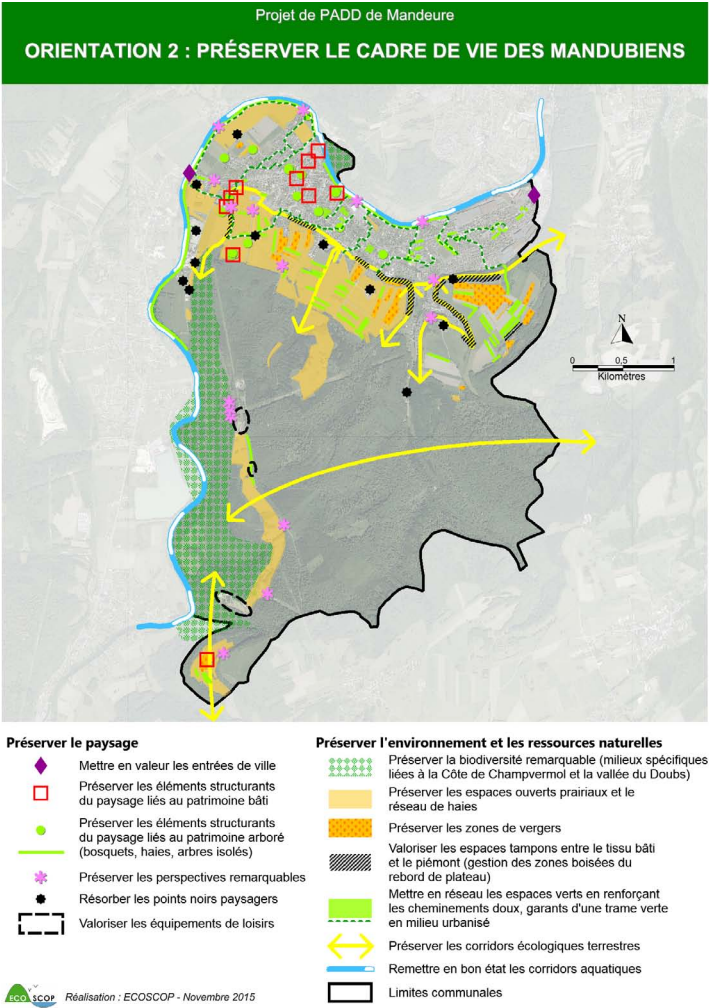 Projet de PADD de Mandeure
ORIENTATION 2 : PRÉSERVER LE CADRE DE VIE DES MANDUBIENS
N
0 0,5 1
Kilomètres
Préserver le paysage
Mettre en valeur les entrées de ville
Préserver les éléments structurants
du paysage liés au patrimoine bâti
Préserver les éléments structurants
du paysage liés au patrimoine arboré
(bosquets, haies, arbres isolés)
Préserver les perspectives remarquables
Résorber les points noirs paysagers
Valoriser les équipements de loisirs
Préserver l'environnement et les ressources naturelles
Préserver la biodiversité remarquable (milieux spécifiques
liées à la Côte de Champvermol et la vallée du Doubs)
Préserver les espaces ouverts prairiaux et le
réseau de haies
Préserver les zones de vergers
Valoriser les espaces tampons entre le tissu bâti
et le piémont (gestion des zones boisées du
rebord de plateau)
Mettre en réseau les espaces verts en renforçant
les cheminements doux, garants d'une trame verte
en milieu urbanisé
Préserver les corridors écologiques terrestres
Remettre en bon état les corridors aquatiques
Limites communales
ECO SCOP
Réalisation : ECOSCOP - Novembre 2015